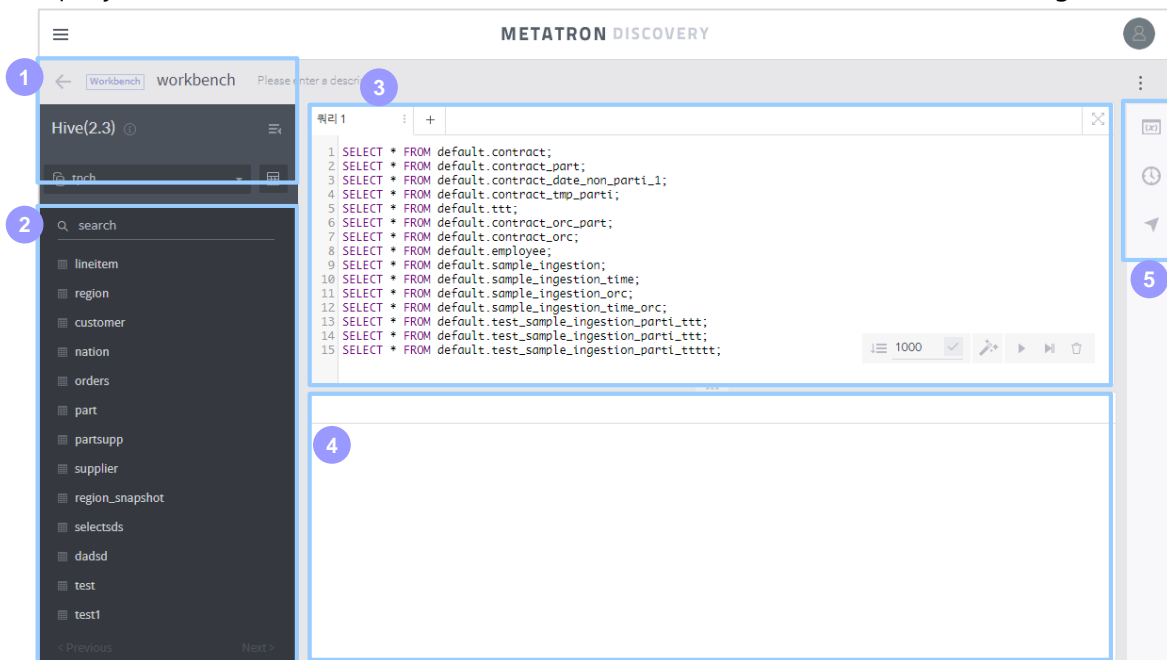 METATRON DISCOVERY
1
Workbench workbench Please enter a descri
3
Hive(2.3)
쿼리 1
+
tpch
1 SELECT * FROM default.contract;
2 SELECT * FROM default.contract_part;
3 SELECT * FROM default.contract_date_non_parti_1;
4 SELECT * FROM default.contract_tmp_parti;
5 SELECT * FROM default.ttt;
6 SELECT * FROM default.contract_orc_part;
7 SELECT * FROM default.contract_orc;
8 SELECT * FROM default.employee;
9 SELECT * FROM default.sample_ingestion;
10 SELECT * FROM default.sample_ingestion_time;
11 SELECT * FROM default.sample_ingestion_orc;
12 SELECT * FROM default.sample_ingestion_time_orc;
13 SELECT * FROM default.test_sample_ingestion_parti_ttt;
14 SELECT * FROM default.test_sample_ingestion_parti_ttt;
15 SELECT * FROM default.test_sample_ingestion_parti_ttttt;
1000
(x)
5
2
search
lineitem
region
customer
nation
orders
part
partsupp
supplier
region_snapshot
selectsds
dadsd
test
test1
< Previous Next >
4